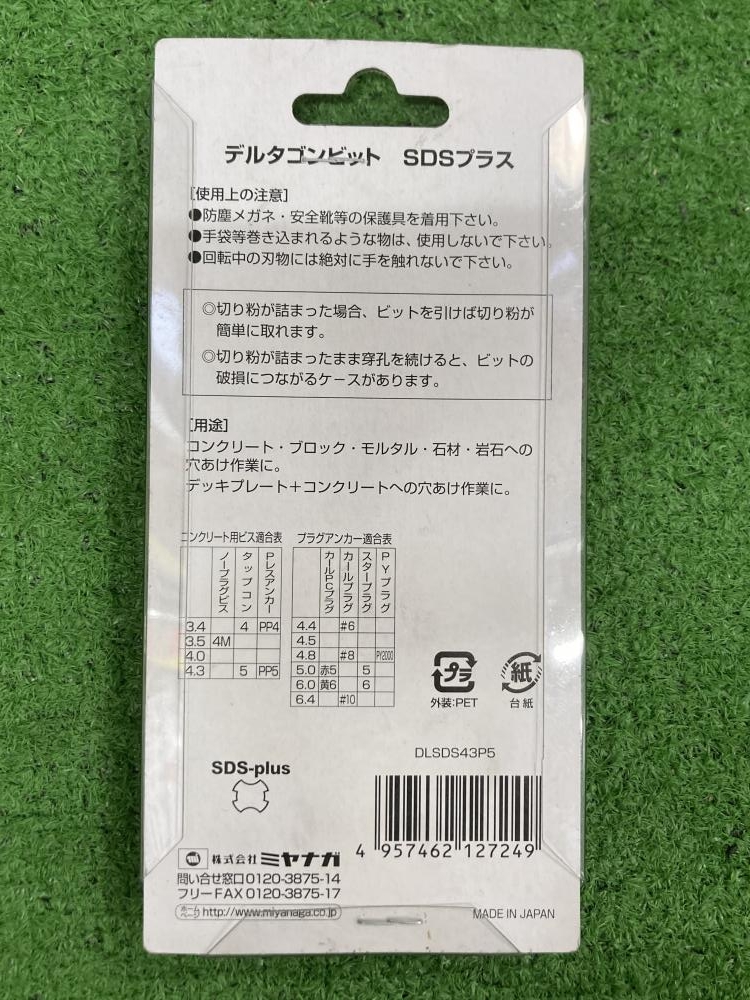 デルタゴンビット SDSプラス
[使用上の注意]
●防塵メガネ・安全靴等の保護具を着用下さい。
●手袋等巻き込まれるような物は、使用しないで下さい。
●回転中の刃物には絶対に手を触れないで下さい。
◎切り粉が詰まった場合、ビットを引けば切り粉が
簡単に取れます。
◎切り粉が詰まったまま穿孔を続けると、ビットの
破損につながるケースがあります。
[用途]
コンクリート・ブロック・モルタル・石材・岩石への
穴あけ作業に。
デッキプレート+コンクリートへの穴あけ作業に。
コンクリート用ビス適合表
ノープラグビス タップコン Pレスアンカー
3.4 4 PP4
3.5 4M
4.0
4.3 5 PP5
プラグアンカー適合表
カールPCプラグ カールプラグ スタープラグ PYプラグ
4.4 #6
4.5
4.8 #8 PY2000
5.0 赤5 5
6.0 黄6 6
6.4 #10
プラ
外装:PET
紙
台紙
DLSDS43P5
SDS-plus
4 957462 127249
m 株式会社ミヤナガ
問い合せ窓口0120-3875-14
フリーFAX0120-3875-17
ホームページ http://www.miyanaga.co.jp
MADE IN JAPAN